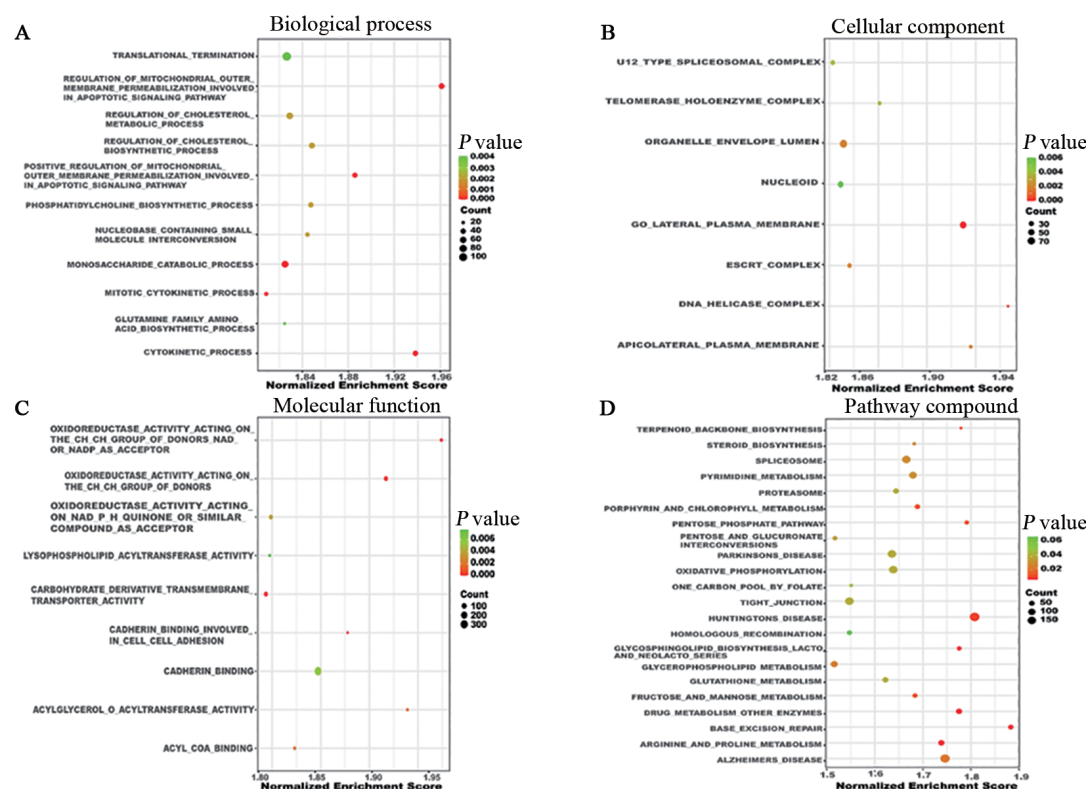 A
Biological process
TRANSLATIONAL_TERMINATION
REGULATION_OF_MITOCHONDRIAL_OUTER_
MEMBRANE_PERMEABILIZATION_INVOLVED
IN_APOPTOTIC_SIGNALING_PATHWAY
REGULATION_OF_CHOLESTEROL_
METABOLIC_PROCESS
REGULATION_OF_CHOLESTEROL_
BIOSYNTHETIC_PROCESS
POSITIVE_REGULATION_OF_MITOCHONDRIAL_
OUTER_MEMBRANE_PERMEABILIZATION_INVOLVED_
IN_APOPTOTIC_SIGNALING_PATHWAY
PHOSPHATIDYLCHOLINE_BIOSYNTHETIC_PROCESS
NUCLEOBASE_CONTAINING_SMALL_
MOLECULE_INTERCONVERSION
MONOSACCHARIDE_CATABOLIC_PROCESS
MITOTIC_CYTOKINETIC_PROCESS
GLUTAMINE_FAMILY_AMINO_
ACID_BIOSYNTHETIC_PROCESS
CYTOKINETIC_PROCESS
1.84 1.88 1.92 1.96
Normalized Enrichment Score
P value
0.004
0.003
0.002
0.001
0.000
Count
20
40
60
80
100
B
Cellular component
U12_TYPE_SPLICEOSOMAL_COMPLEX
TELOMERASE_HOLOENZYME_COMPLEX
ORGANELLE_ENVELOPE_LUMEN
NUCLEOID
GO_LATERAL_PLASMA_MEMBRANE
ESCRT_COMPLEX
DNA_HELICASE_COMPLEX
APICOLATERAL_PLASMA_MEMBRANE
1.82 1.86 1.90 1.94
Normalized Enrichment Score
P value
0.006
0.004
0.002
0.000
Count
30
50
70
C
Molecular function
OXIDOREDUCTASE_ACTIVITY_ACTING_ON_
THE_CH_CH_GROUP_OF_DONORS_NAD_
OR_NADP_AS_ACCEPTOR
OXIDOREDUCTASE_ACTIVITY_ACTING_ON_
THE_CH_CH_GROUP_OF_DONORS
OXIDOREDUCTASE_ACTIVITY_ACTING_
ON_NAD_P_H_QUINONE_OR_SIMILAR_
COMPOUND_AS_ACCEPTOR
LYSOPHOSPHOLIPID_ACYLTRANSFERASE_ACTIVITY
CARBOHYDRATE_DERIVATIVE_TRANSMEMBRANE_
TRANSPORTER_ACTIVITY
CADHERIN_BINDING_INVOLVED_
IN_CELL_CELL_ADHESION
CADHERIN_BINDING
ACYLGLYCEROL_O_ACYLTRANSFERASE_ACTIVITY
ACYL_COA_BINDING
1.80 1.85 1.90 1.95
Normalized Enrichment Score
P value
0.006
0.004
0.002
0.000
Count
100
200
300
D
Pathway compound
TERPENOID_BACKBONE_BIOSYNTHESIS
STEROID_BIOSYNTHESIS
SPLICEOSOME
PYRIMIDINE_METABOLISM
PROTEASOME
PORPHYRIN_AND_CHLOROPHYLL_METABOLISM
PENTOSE_PHOSPHATE_PATHWAY
PENTOSE_AND_GLUCURONATE_
INTERCONVERSIONS
PARKINSONS_DISEASE
OXIDATIVE_PHOSPHORYLATION
ONE_CARBON_POOL_BY_FOLATE
TIGHT_JUNCTION
HUNTINGTONS_DISEASE
HOMOLOGOUS_RECOMBINATION
GLYCOSPHINGOLIPID_BIOSYNTHESIS_LACTO_
AND_NEOLACTO_SERIES
GLYCEROPHOSPHOLIPID_METABOLISM
GLUTATHIONE_METABOLISM
FRUCTOSE_AND_MANNOSE_METABOLISM
DRUG_METABOLISM_OTHER_ENZYMES
BASE_EXCISION_REPAIR
ARGININE_AND_PROLINE_METABOLISM
ALZHEIMERS_DISEASE
1.5 1.6 1.7 1.8 1.9
Normalized Enrichment Score
P value
0.06
0.04
0.02
Count
50
100
150